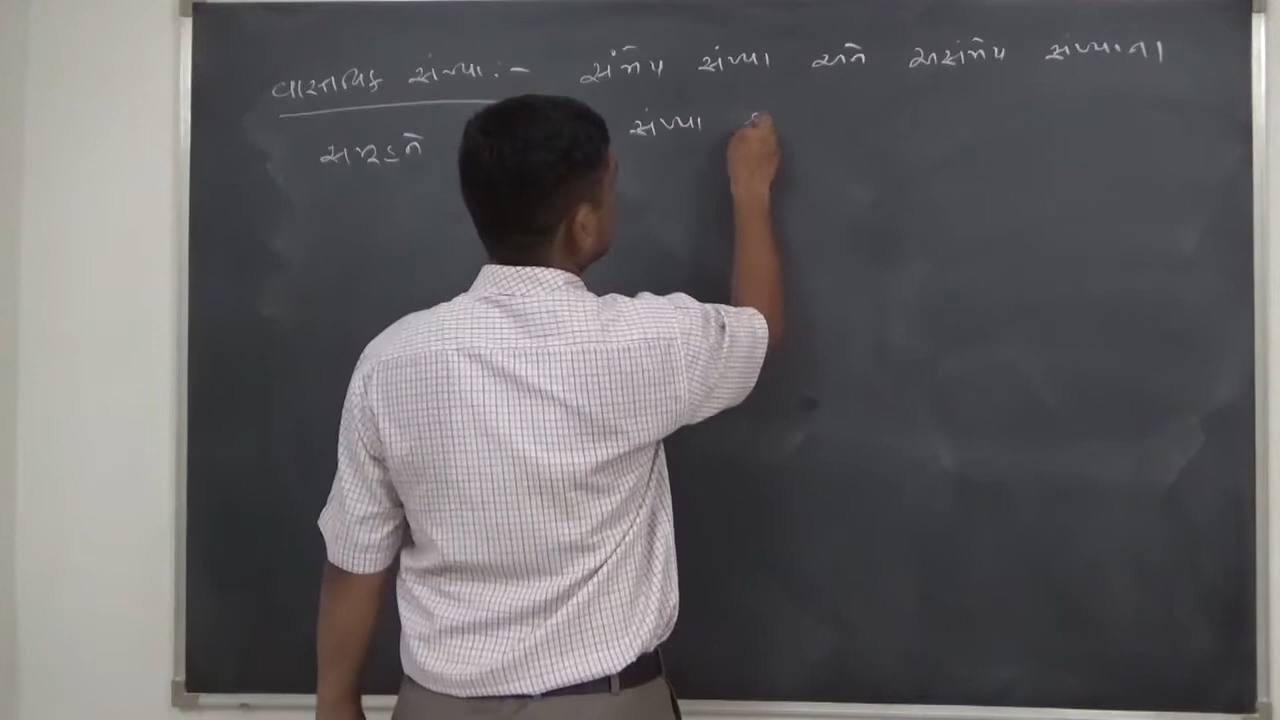 વાસ્તવિક સંખ્યા :- સંમેય સંખ્યા અને અસંમેય સંખ્યાના
સમૂહને સંખ્યા